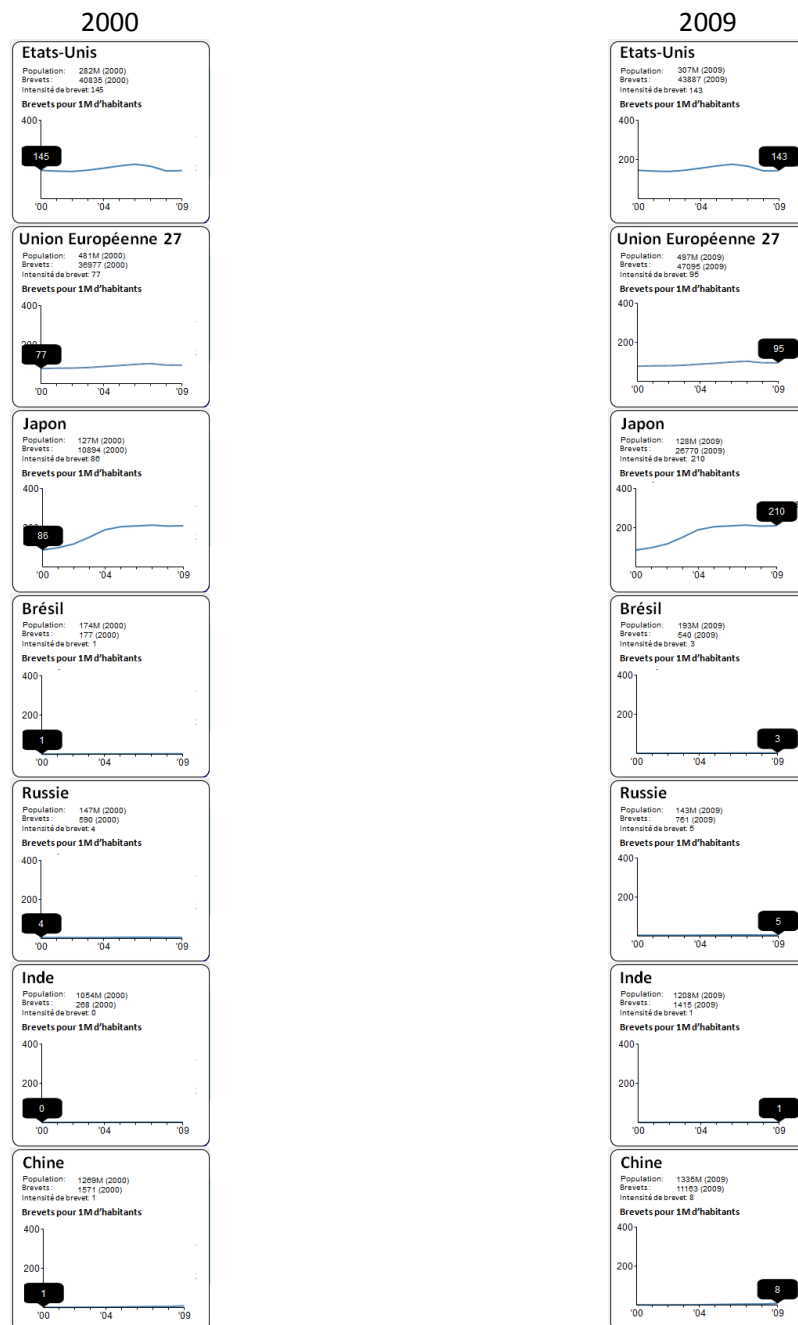 2000
Etats-Unis
Population: 282M (2000)
Brevets : 40835 (2000)
Intensité de brevet: 145
Brevets pour 1M d'habitants
400
145
'00 '04 '09
Union Européenne 27
Population: 481M (2000)
Brevets : 36977 (2000)
Intensité de brevet: 77
Brevets pour 1M d'habitants
400
200
77
'00 '04 '09
Japon
Population: 127M (2000)
Brevets : 10894 (2000)
Intensité de brevet: 86
Brevets pour 1M d'habitants
400
86
'00 '04 '09
Brésil
Population: 174M (2000)
Brevets : 177 (2000)
Intensité de brevet: 1
Brevets pour 1M d'habitants
400
200
1
'00 '04 '09
Russie
Population: 147M (2000)
Brevets : 590 (2000)
Intensité de brevet: 4
Brevets pour 1M d'habitants
400
200
4
'00 '04 '09
Inde
Population: 1054M (2000)
Brevets : 268 (2000)
Intensité de brevet: 0
Brevets pour 1M d'habitants
400
200
0
'00 '04 '09
Chine
Population: 1269M (2000)
Brevets : 1571 (2000)
Intensité de brevet: 1
Brevets pour 1M d'habitants
400
200
1
'00 '04 '09
2009
Etats-Unis
Population: 307M (2009)
Brevets : 43887 (2009)
Intensité de brevet: 143
Brevets pour 1M d'habitants
400
200
143
'00 '04 '09
Union Européenne 27
Population: 497M (2009)
Brevets : 47095 (2009)
Intensité de brevet: 95
Brevets pour 1M d'habitants
400
200
95
'00 '04 '09
Japon
Population: 128M (2009)
Brevets : 26770 (2009)
Intensité de brevet: 210
Brevets pour 1M d'habitants
400
210
200
'00 '04 '09
Brésil
Population: 193M (2009)
Brevets : 540 (2009)
Intensité de brevet: 3
Brevets pour 1M d'habitants
400
200
3
'00 '04 '09
Russie
Population: 143M (2009)
Brevets : 761 (2009)
Intensité de brevet: 5
Brevets pour 1M d'habitants
400
200
5
'00 '04 '09
Inde
Population: 1208M (2009)
Brevets : 1415 (2009)
Intensité de brevet: 1
Brevets pour 1M d'habitants
400
200
1
'00 '04 '09
Chine
Population: 1335M (2009)
Brevets : 11163 (2009)
Intensité de brevet: 8
Brevets pour 1M d'habitants
400
200
8
'00 '04 '09